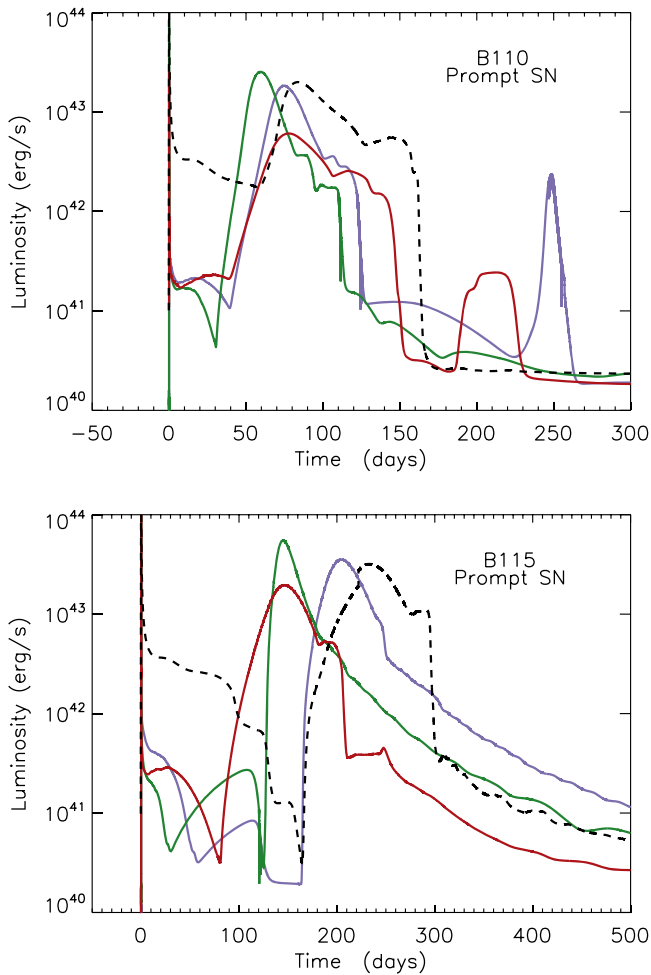 B110
Prompt SN
Luminosity (erg/s)
10^44
10^43
10^42
10^41
10^40
−50 0 50 100 150 200 250 300
Time (days)
B115
Prompt SN
Luminosity (erg/s)
10^44
10^43
10^42
10^41
10^40
0 100 200 300 400 500
Time (days)